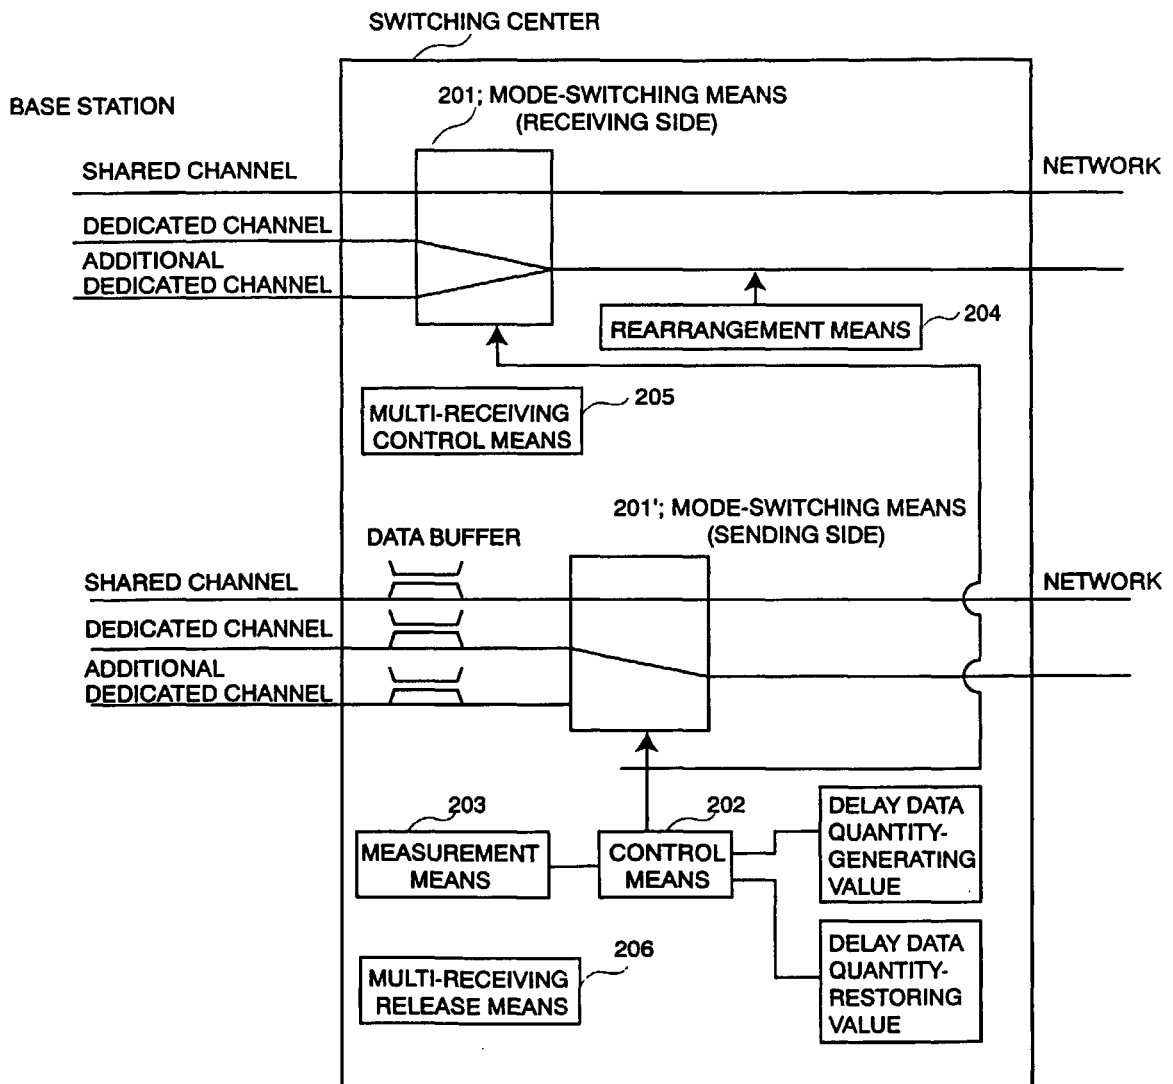 SWITCHING CENTER
BASE STATION
201; MODE-SWITCHING MEANS
(RECEIVING SIDE)
SHARED CHANNEL
NETWORK
DEDICATED CHANNEL
ADDITIONAL
DEDICATED CHANNEL
REARRANGEMENT MEANS
204
MULTI-RECEIVING
CONTROL MEANS
205
201'; MODE-SWITCHING MEANS
(SENDING SIDE)
DATA BUFFER
SHARED CHANNEL
NETWORK
DEDICATED CHANNEL
ADDITIONAL
DEDICATED CHANNEL
203
MEASUREMENT
MEANS
202
CONTROL
MEANS
DELAY DATA
QUANTITY-
GENERATING
VALUE
DELAY DATA
QUANTITY-
RESTORING
VALUE
206
MULTI-RECEIVING
RELEASE MEANS